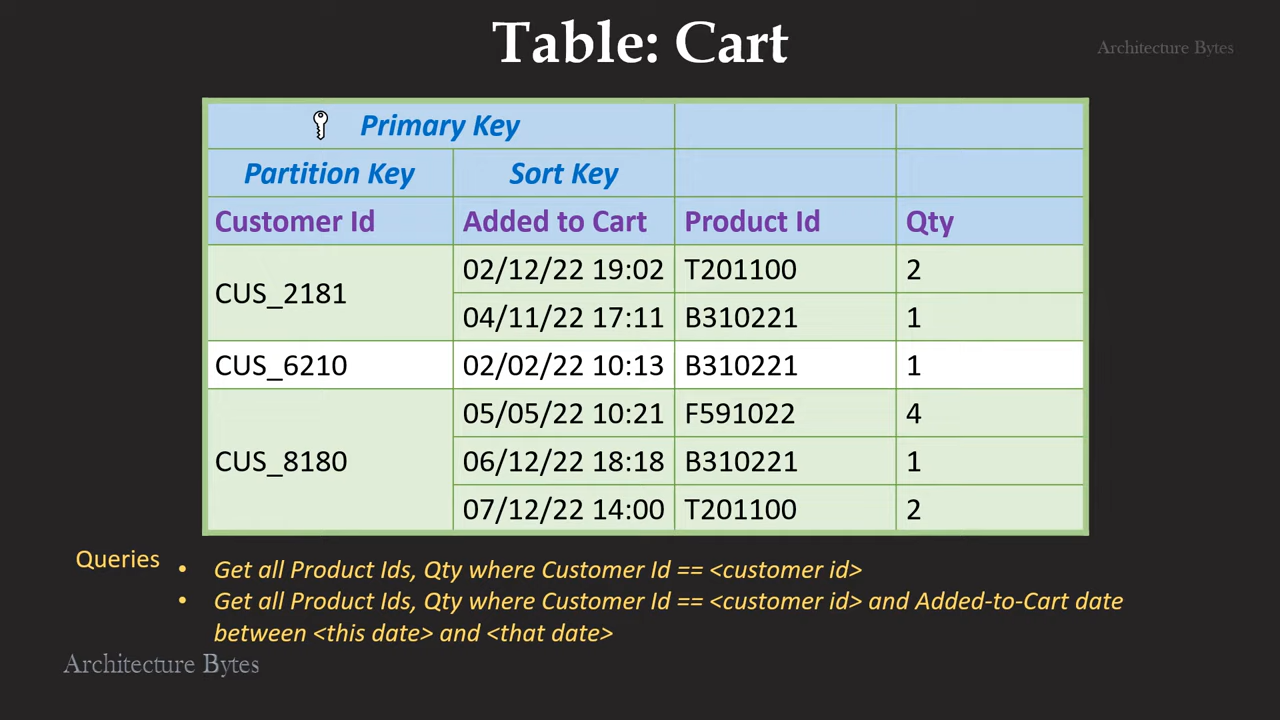 Table: Cart
Architecture Bytes
Primary Key
Partition Key Sort Key
Customer Id Added to Cart Product Id Qty
CUS_2181 02/12/22 19:02 T201100 2
04/11/22 17:11 B310221 1
CUS_6210 02/02/22 10:13 B310221 1
CUS_8180 05/05/22 10:21 F591022 4
06/12/22 18:18 B310221 1
07/12/22 14:00 T201100 2
Queries
• Get all Product Ids, Qty where Customer Id == <customer id>
• Get all Product Ids, Qty where Customer Id == <customer id> and Added-to-Cart date
between <this date> and <that date>
Architecture Bytes